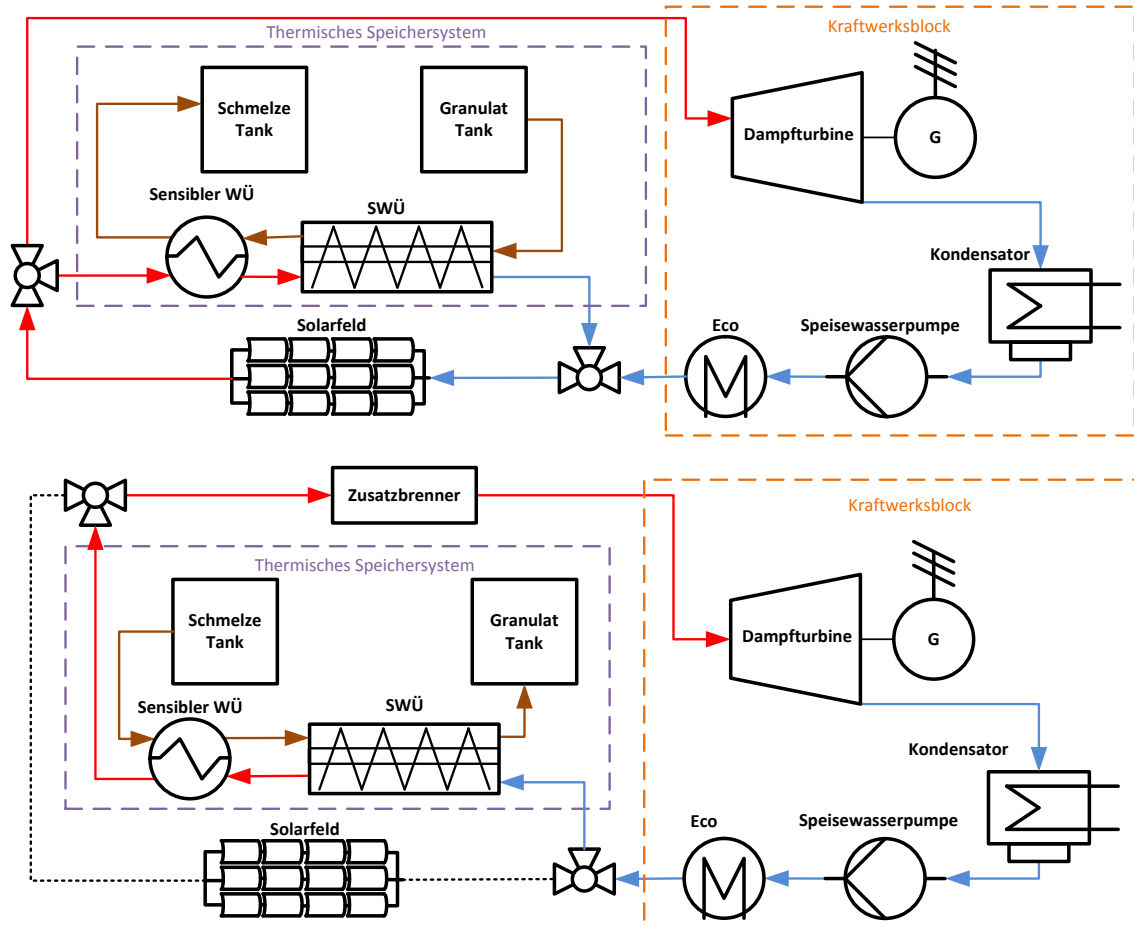 Thermisches Speichersystem
Kraftwerksblock
Schmelze
Tank
Granulat
Tank
Dampfturbine
G
Sensibler WÜ
SWÜ
Kondensator
Solarfeld
Eco
Speisewasserpumpe
Zusatzbrenner
Kraftwerksblock
Thermisches Speichersystem
Schmelze
Tank
Granulat
Tank
Dampfturbine
G
Sensibler WÜ
SWÜ
Kondensator
Solarfeld
Eco
Speisewasserpumpe